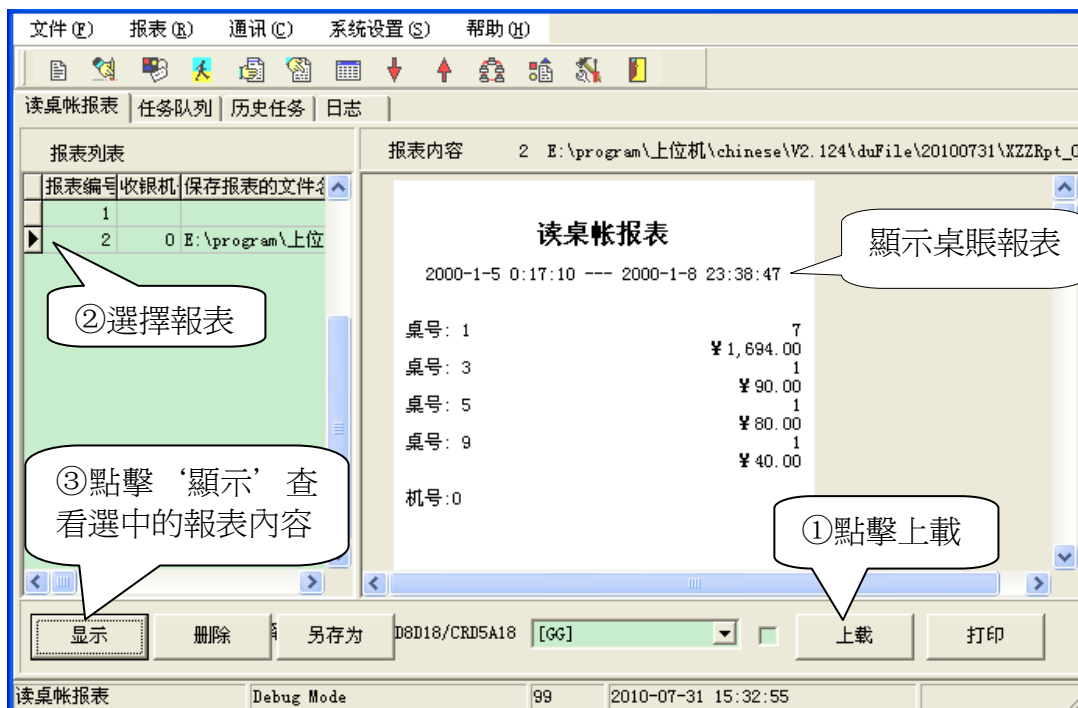 文件(F) 报表(R) 通讯(C) 系统设置(S) 帮助(H)
读桌帐报表 任务队列 历史任务 日志
报表列表
报表内容 2 E:\program\上位机\chinese\V2.124\duFile\20100731\XZZRpt_0
报表编号 收银机 保存报表的文件名
1
2 0 E:\program\上位
读桌帐报表
2000-1-5 0:17:10 --- 2000-1-8 23:38:47
顯示桌賬報表
②選擇報表
桌号: 1 7
¥1,694.00
桌号: 3 1
¥90.00
桌号: 5 1
¥80.00
桌号: 9 1
¥40.00
机号:0
③點擊‘顯示’查
看選中的報表內容
①點擊上載
显示 删除 另存为 D8D18/CRD5A18 [GG] 上载 打印
读桌帐报表 Debug Mode 99 2010-07-31 15:32:55